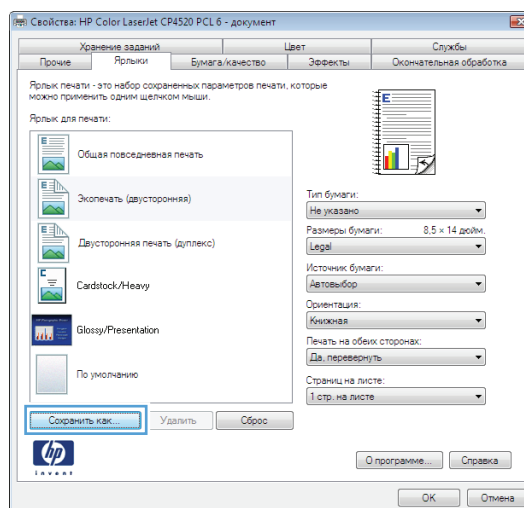 Свойства: HP Color LaserJet CP4520 PCL 6 - документ
Хранение заданий
Цвет
Службы
Прочие
Ярлыки
Бумага/качество
Эффекты
Окончательная обработка
Ярлык печати - это набор сохраненных параметров печати, которые
можно применить одним щелчком мыши.
Ярлык для печати:
Общая повседневная печать
Экопечать (двусторонняя)
Двусторонняя печать (дуплекс)
Cardstock/Heavy
Glossy/Presentation
По умолчанию
Сохранить как...
Удалить
Сброс
Тип бумаги:
Не указано
Размеры бумаги: 8,5 × 14 дюйм.
Legal
Источник бумаги:
Автовыбор
Ориентация:
Книжная
Печать на обеих сторонах:
Да, перевернуть
Страниц на листе:
1 стр. на листе
hp
invent
О программе...
Справка
OK
Отмена